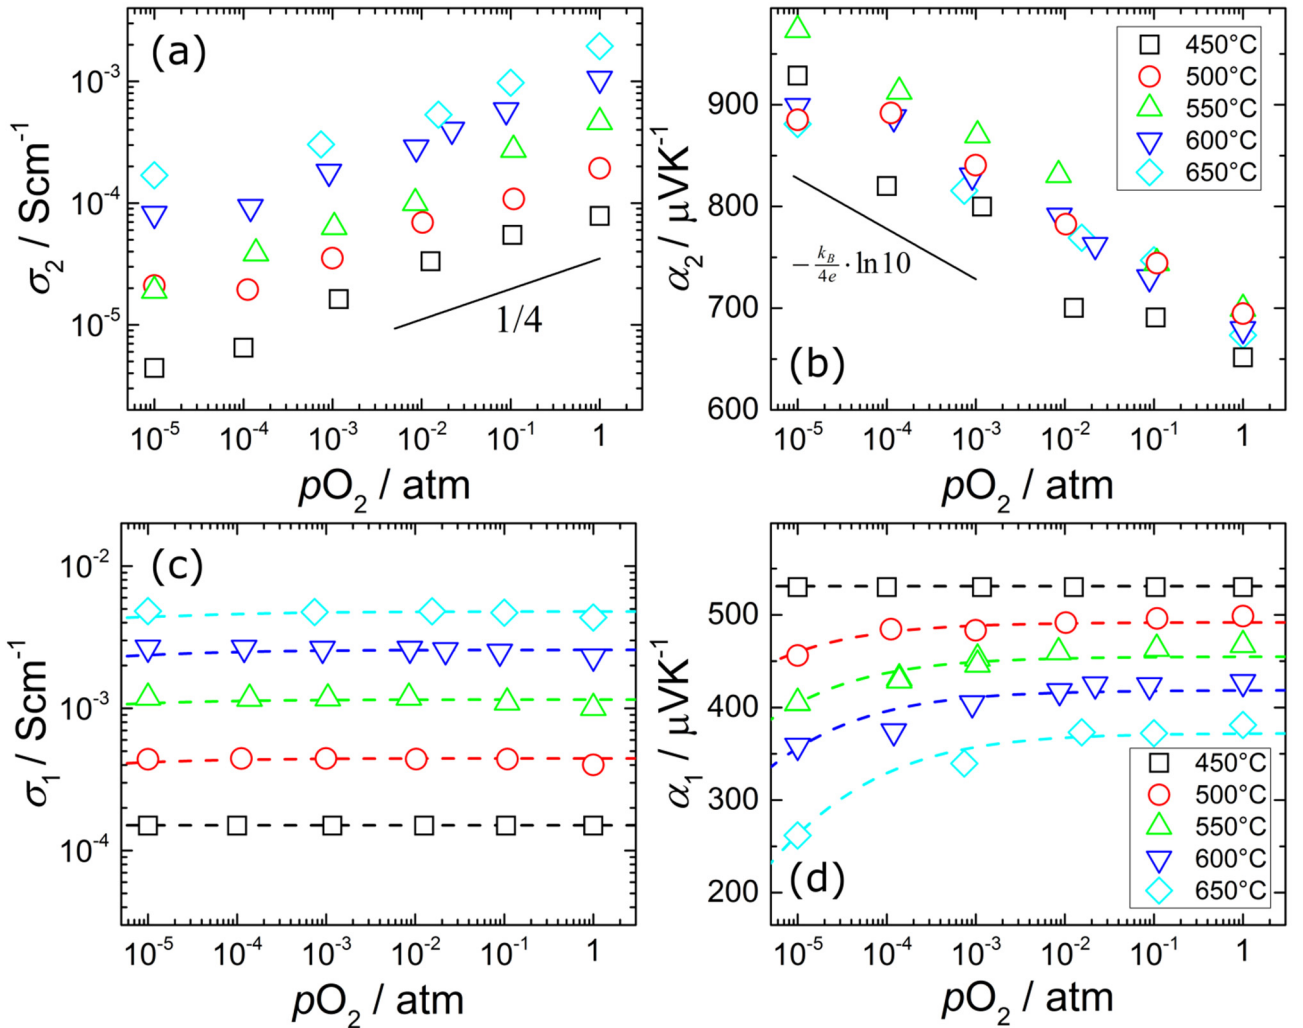 (a)
σ₂ / Scm⁻¹
10⁻³
10⁻⁴
10⁻⁵
1/4
10⁻⁵ 10⁻⁴ 10⁻³ 10⁻² 10⁻¹ 1
pO₂ / atm
(b)
α₂ / μVK⁻¹
900
800
700
600
450°C
500°C
550°C
600°C
650°C
−k_B/4e · ln10
10⁻⁵ 10⁻⁴ 10⁻³ 10⁻² 10⁻¹ 1
pO₂ / atm
(c)
σ₁ / Scm⁻¹
10⁻²
10⁻³
10⁻⁴
10⁻⁵ 10⁻⁴ 10⁻³ 10⁻² 10⁻¹ 1
pO₂ / atm
(d)
α₁ / μVK⁻¹
500
400
300
200
450°C
500°C
550°C
600°C
650°C
10⁻⁵ 10⁻⁴ 10⁻³ 10⁻² 10⁻¹ 1
pO₂ / atm